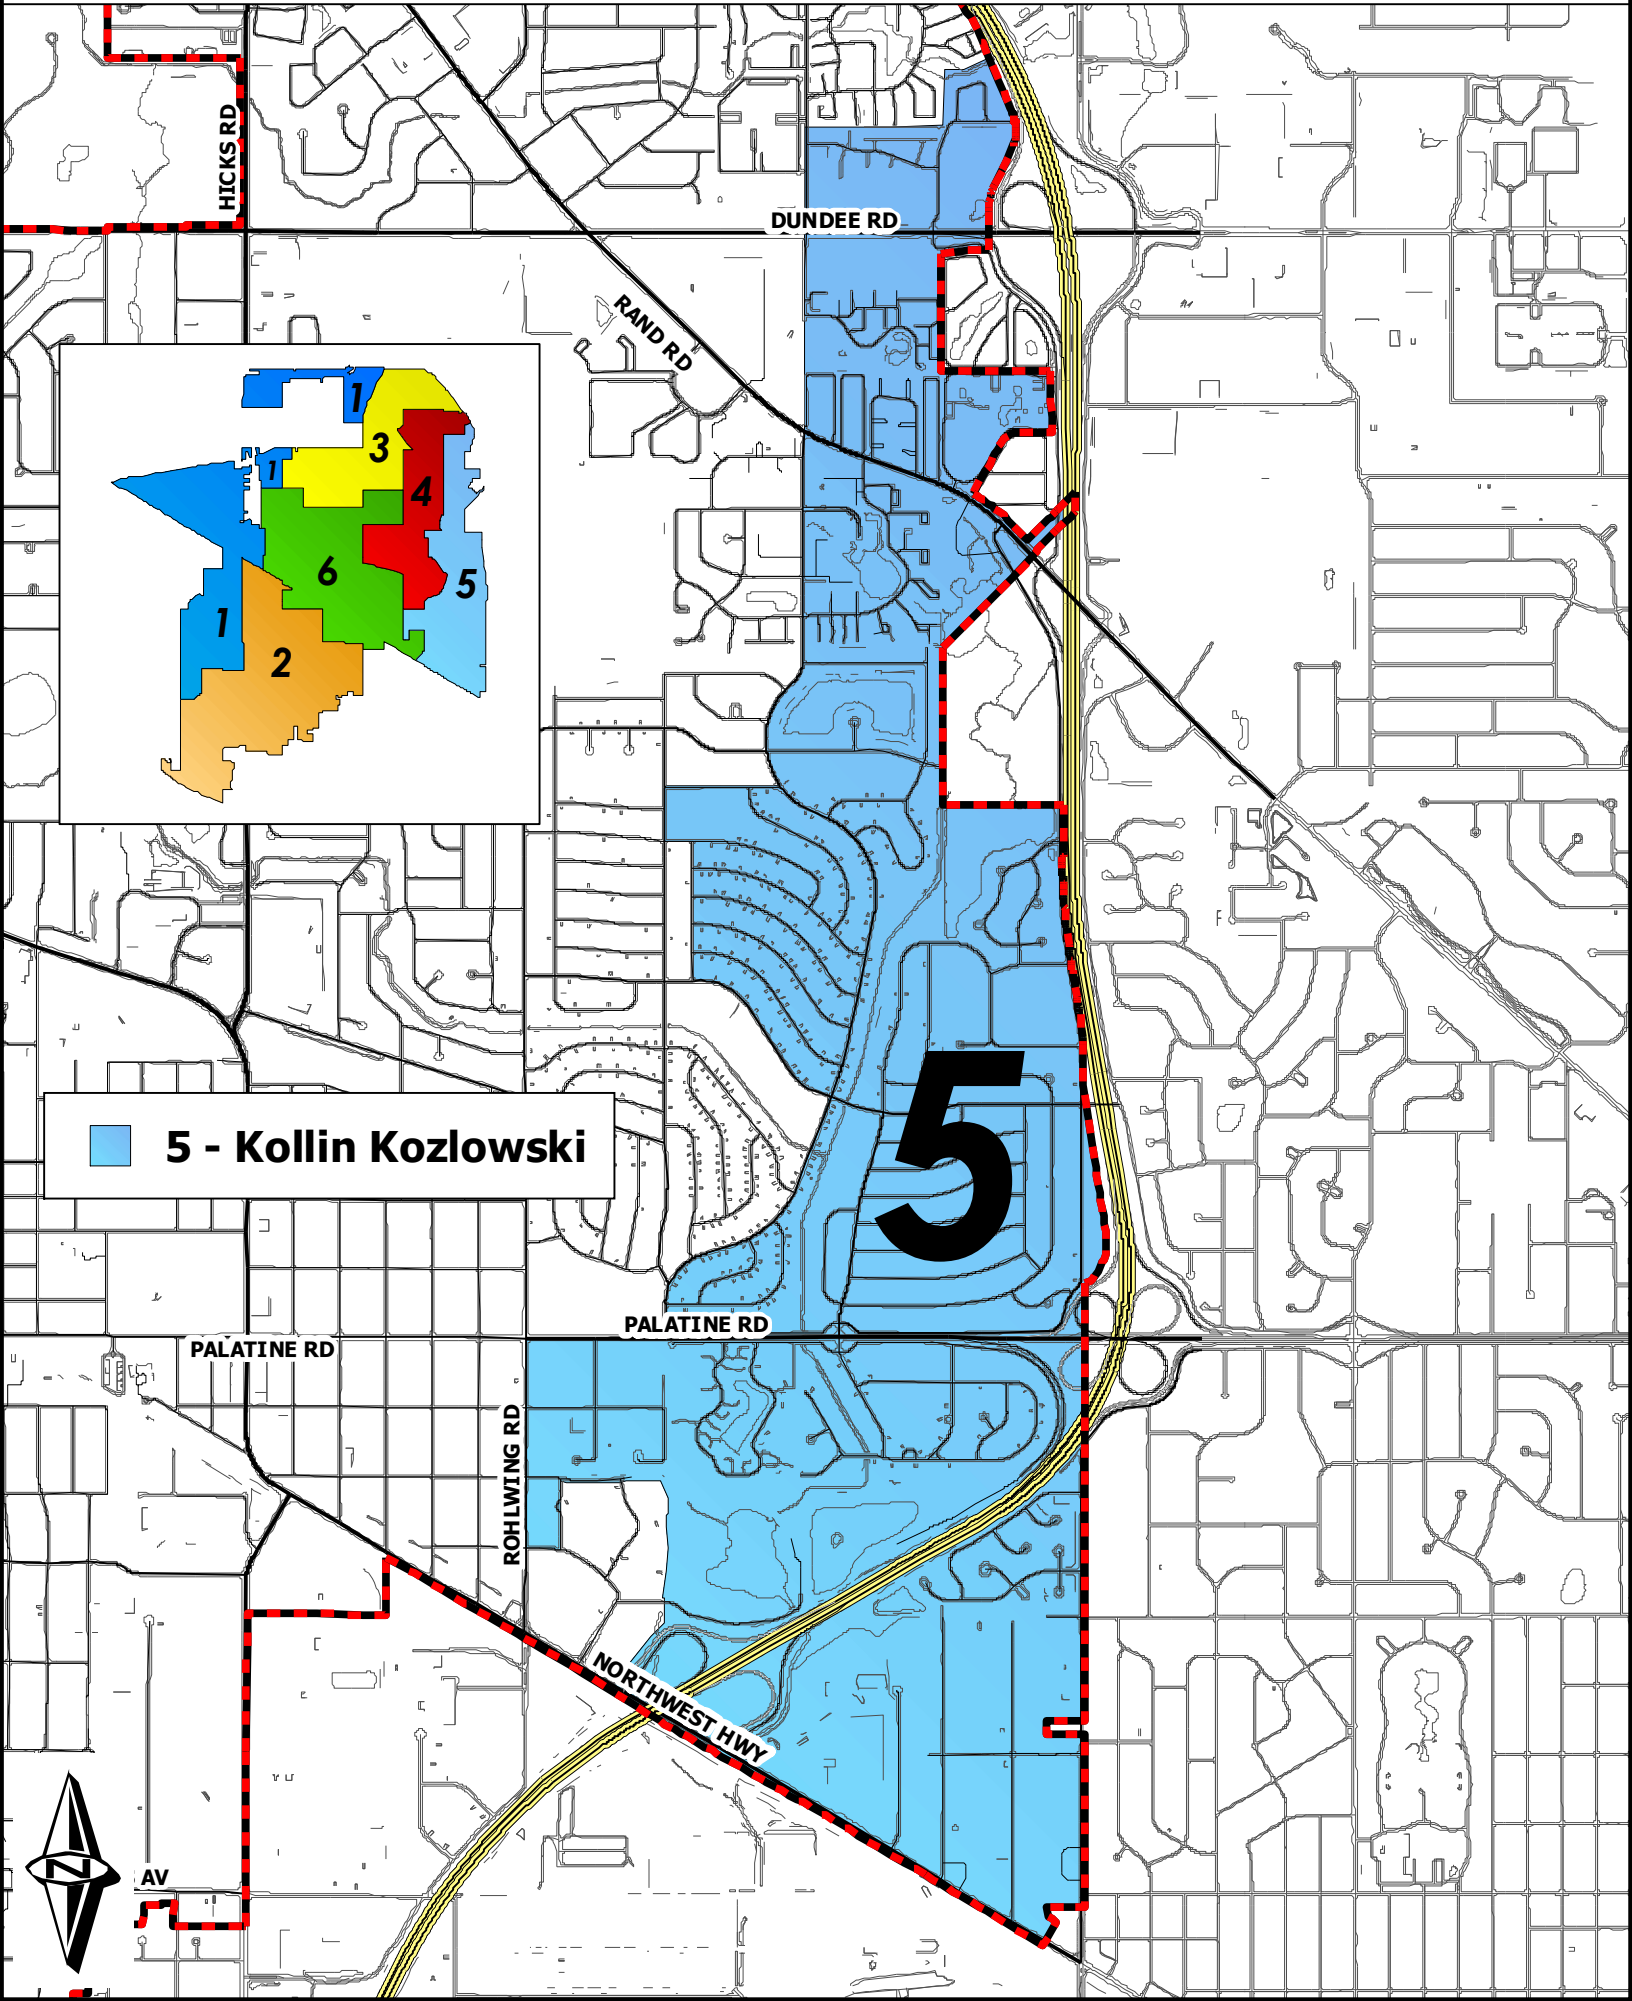 HICKS RD
DUNDEE RD
RAND RD
1
3
1
4
6
5
1
2
5 - Kollin Kozlowski
5
PALATINE RD
PALATINE RD
ROHLWING RD
NORTHWEST HWY
N
AV